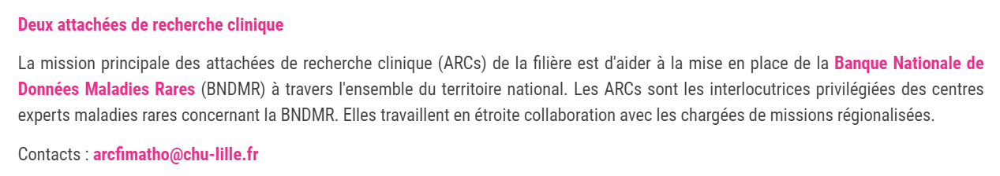 Deux attachées de recherche clinique
La mission principale des attachées de recherche clinique (ARCs) de la filière est d'aider à la mise en place de la Banque Nationale de
Données Maladies Rares (BNDMR) à travers l'ensemble du territoire national. Les ARCs sont les interlocutrices privilégiées des centres
experts maladies rares concernant la BNDMR. Elles travaillent en étroite collaboration avec les chargées de missions régionalisées.
Contacts : arcfimatho@chu-lille.fr